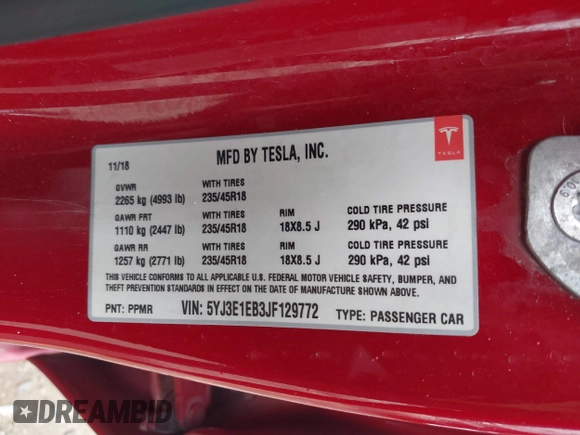 MFD BY TESLA, INC.
TESLA
11/18
GVWR WITH TIRES
2265 kg (4993 lb) 235/45R18
GAWR FRT WITH TIRES RIM COLD TIRE PRESSURE
1110 kg (2447 lb) 235/45R18 18X8.5 J 290 kPa, 42 psi
GAWR RR WITH TIRES RIM COLD TIRE PRESSURE
1257 kg (2771 lb) 235/45R18 18X8.5 J 290 kPa, 42 psi
THIS VEHICLE CONFORMS TO ALL APPLICABLE U.S. FEDERAL MOTOR VEHICLE SAFETY, BUMPER, AND
THEFT PREVENTION STANDARDS IN EFFECT ON THE DATE OF MANUFACTURE SHOWN ABOVE.
PNT: PPMR VIN: 5YJ3E1EB3JF129772 TYPE: PASSENGER CAR
DREAMBID